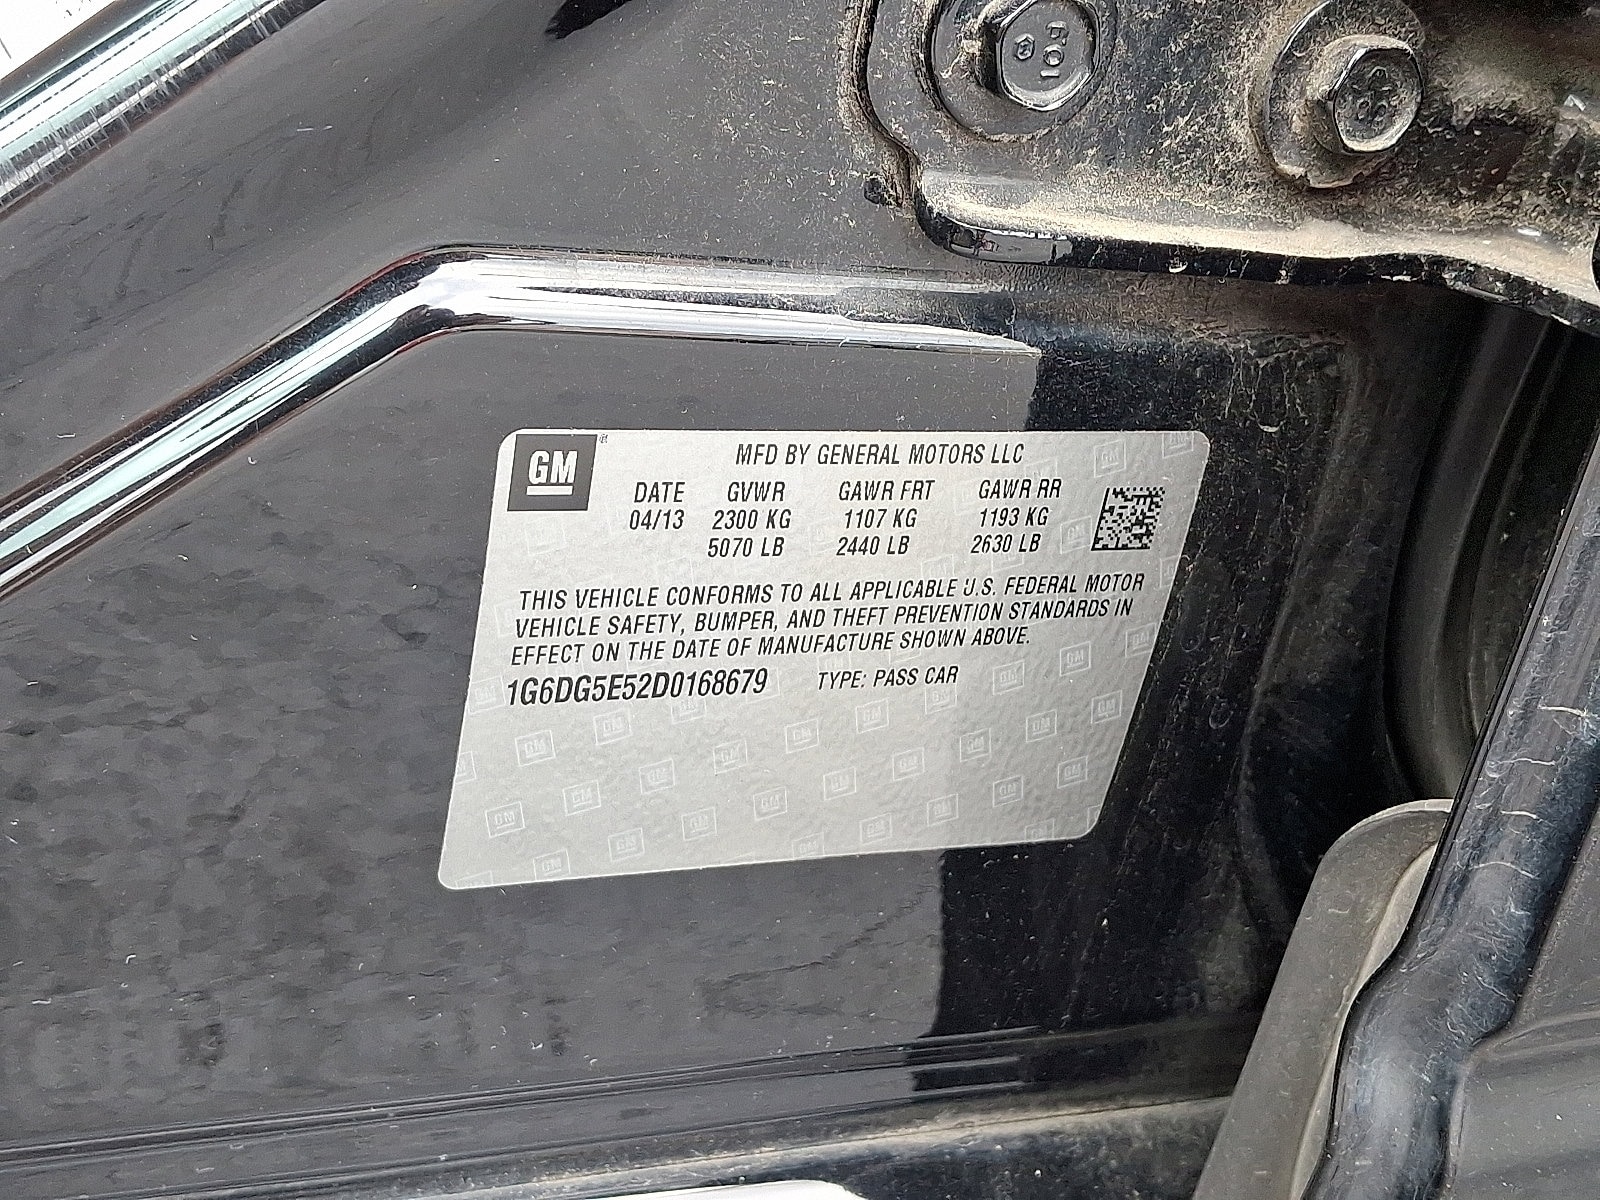 10.9
GM
MFD BY GENERAL MOTORS LLC
DATE GVWR GAWR FRT GAWR RR
04/13 2300 KG 1107 KG 1193 KG
5070 LB 2440 LB 2630 LB
THIS VEHICLE CONFORMS TO ALL APPLICABLE U.S. FEDERAL MOTOR
VEHICLE SAFETY, BUMPER, AND THEFT PREVENTION STANDARDS IN
EFFECT ON THE DATE OF MANUFACTURE SHOWN ABOVE.
1G6DG5E52D0168679 TYPE: PASS CAR